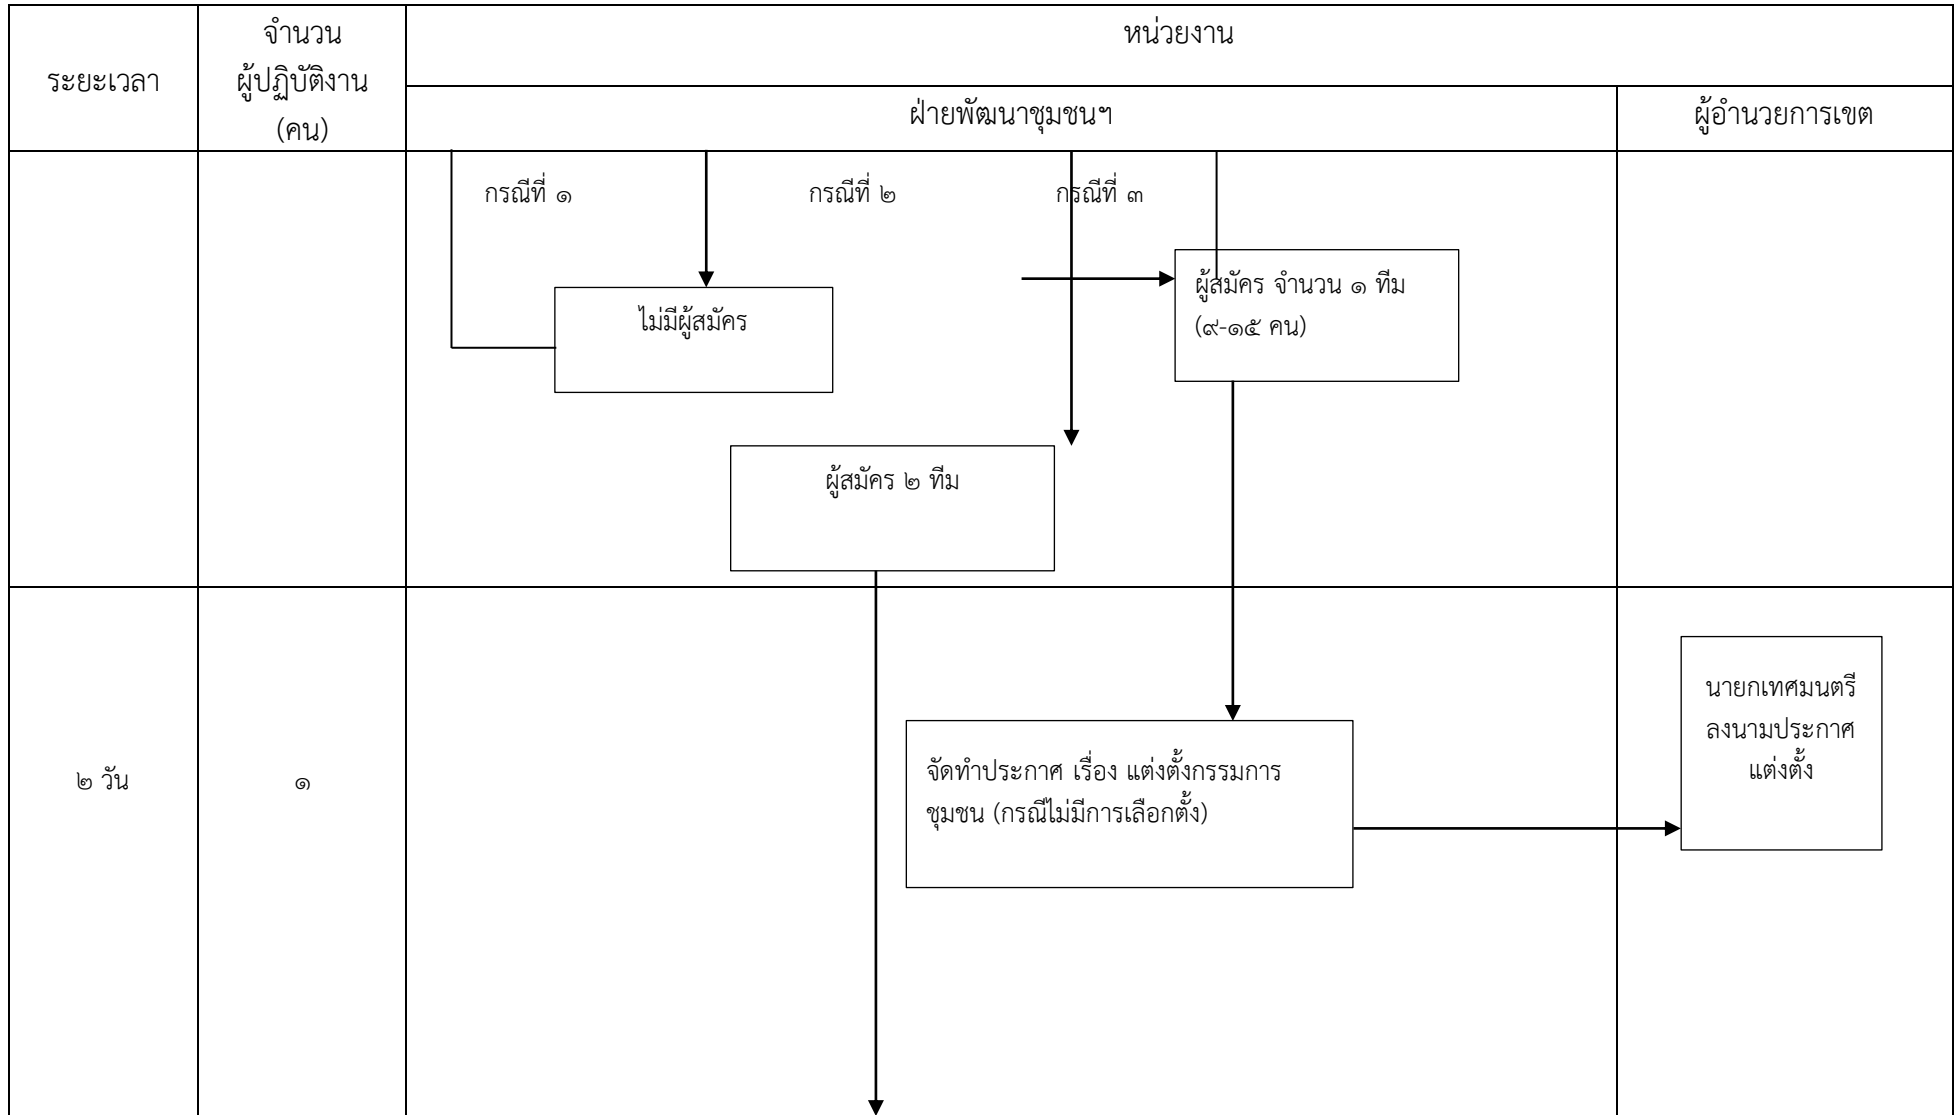 ระยะเวลา
จำนวน
ผู้ปฏิบัติงาน
(คน)
หน่วยงาน
ฝ่ายพัฒนาชุมชนฯ
ผู้อำนวยการเขต
กรณีที่ ๑
กรณีที่ ๒
กรณีที่ ๓
ไม่มีผู้สมัคร
ผู้สมัคร จำนวน ๑ ทีม
(๙-๑๕ คน)
ผู้สมัคร ๒ ทีม
๒ วัน
๑
จัดทำประกาศ เรื่อง แต่งตั้งกรรมการ
ชุมชน (กรณีไม่มีการเลือกตั้ง)
นายกเทศมนตรี
ลงนามประกาศ
แต่งตั้ง